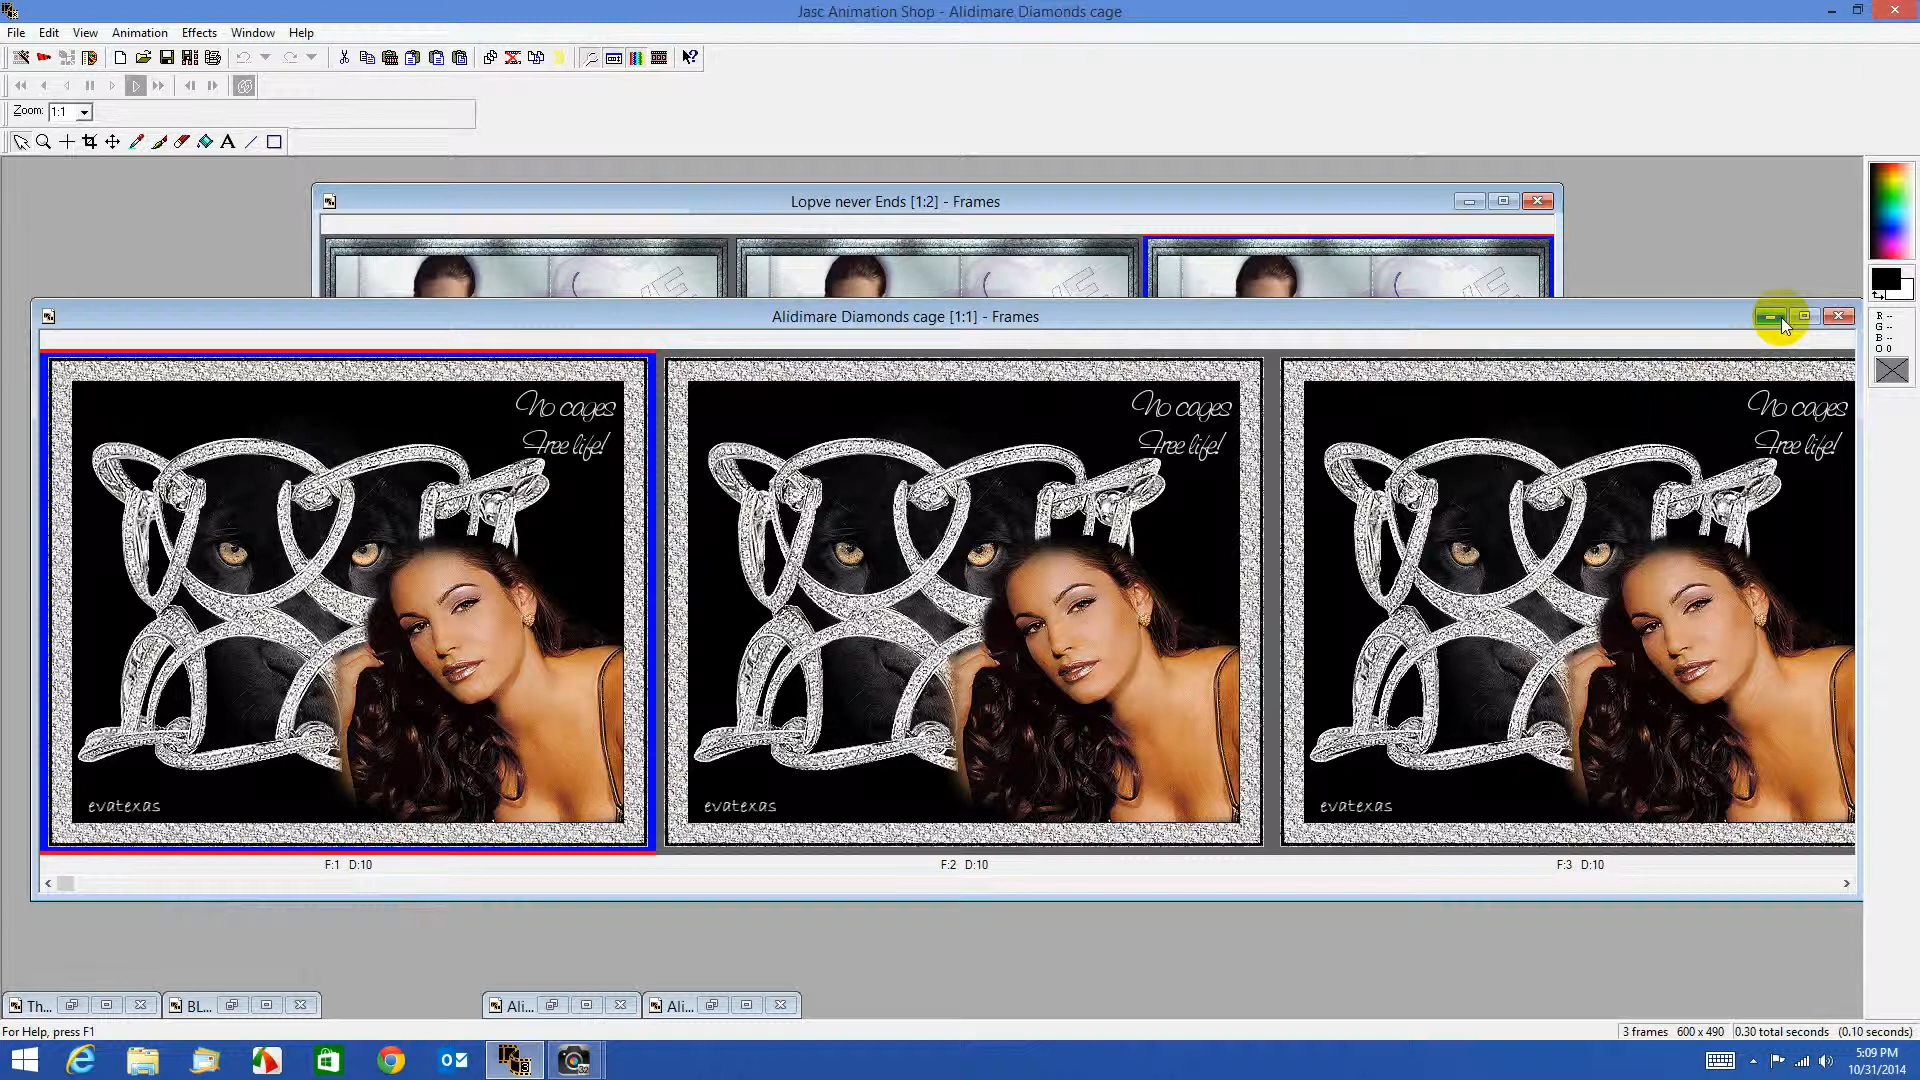 Jasc Animation Shop - Alidimare Diamonds cage
File Edit View Animation Effects Window Help
Zoom: 1:1
Lopve never Ends [1:2] - Frames
Alidimare Diamonds cage [1:1] - Frames
R --
G --
B --
O 0
No cages
Free life!
No cages
Free life!
No cages
Free life!
evatexas
evatexas
evatexas
F:1 D:10
F:2 D:10
F:3 D:10
Th...
BL...
Ali...
Ali...
For Help, press F1
3 frames 600 x 490 0.30 total seconds (0.10 seconds)
5:09 PM
10/31/2014